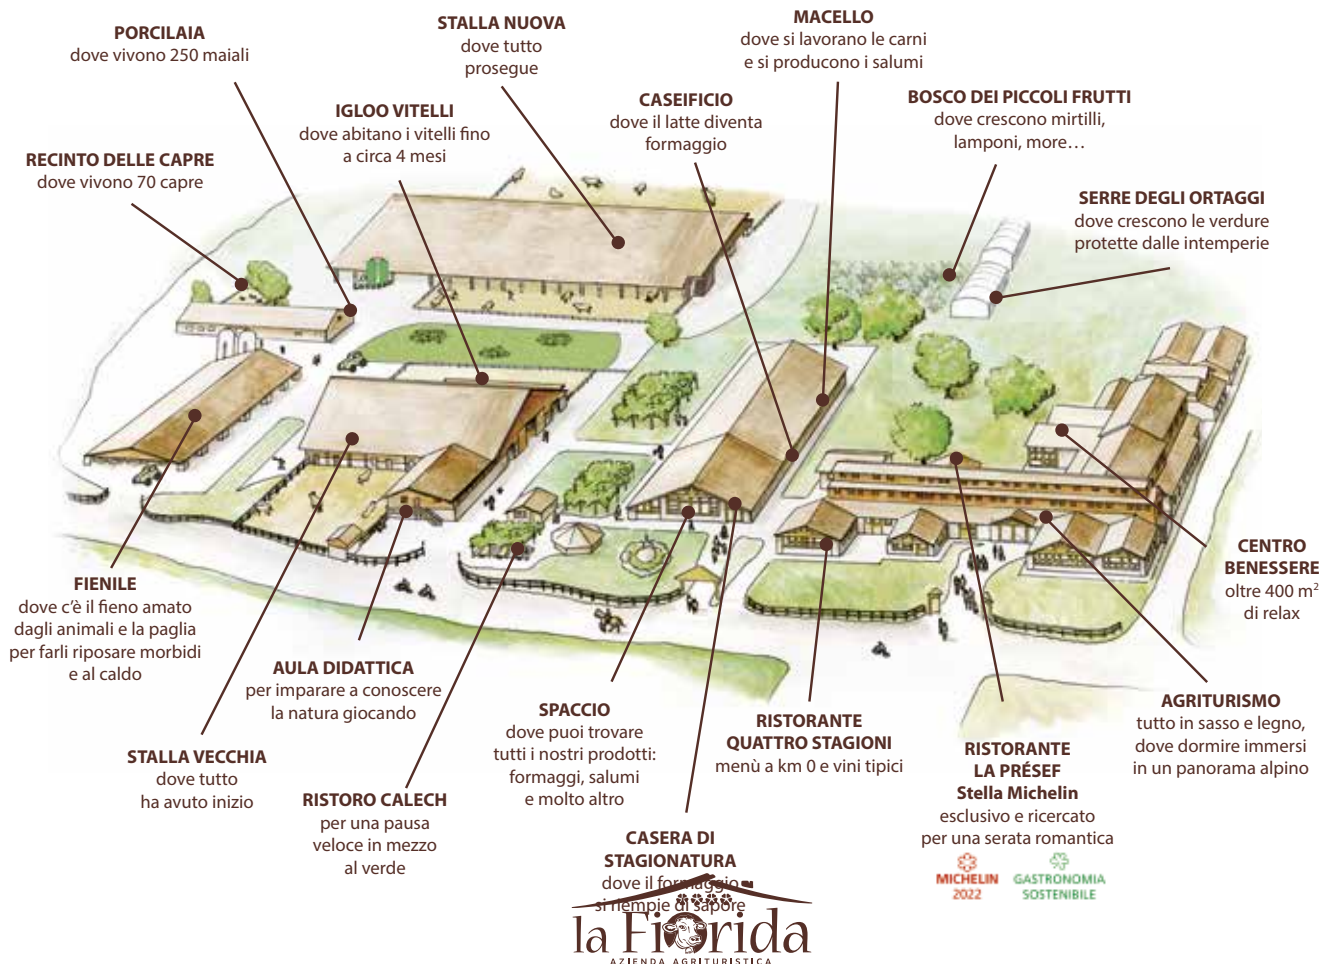 PORCILAIA
dove vivono 250 maiali
STALLA NUOVA
dove tutto
prosegue
MACELLO
dove si lavorano le carni
e si producono i salumi
IGLOO VITELLI
dove abitano i vitelli fino
a circa 4 mesi
CASEIFICIO
dove il latte diventa
formaggio
BOSCO DEI PICCOLI FRUTTI
dove crescono mirtilli,
lamponi, more…
RECINTO DELLE CAPRE
dove vivono 70 capre
SERRE DEGLI ORTAGGI
dove crescono le verdure
protette dalle intemperie
FIENILE
dove c'è il fieno amato
dagli animali e la paglia
per farli riposare morbidi
e al caldo
CENTRO
BENESSERE
oltre 400 m²
di relax
AULA DIDATTICA
per imparare a conoscere
la natura giocando
STALLA VECCHIA
dove tutto
ha avuto inizio
RISTORO CALECH
per una pausa
veloce in mezzo
al verde
SPACCIO
dove puoi trovare
tutti i nostri prodotti:
formaggi, salumi
e molto altro
RISTORANTE
QUATTRO STAGIONI
menù a km 0 e vini tipici
AGRITURISMO
tutto in sasso e legno,
dove dormire immersi
in un panorama alpino
RISTORANTE
LA PRÉSEF
Stella Michelin
esclusivo e ricercato
per una serata romantica
MICHELIN
2022
GASTRONOMIA
SOSTENIBILE
CASERA DI
STAGIONATURA
dove il formaggio
si riempie di sapore
la Fiorida
AZIENDA AGRITURISTICA